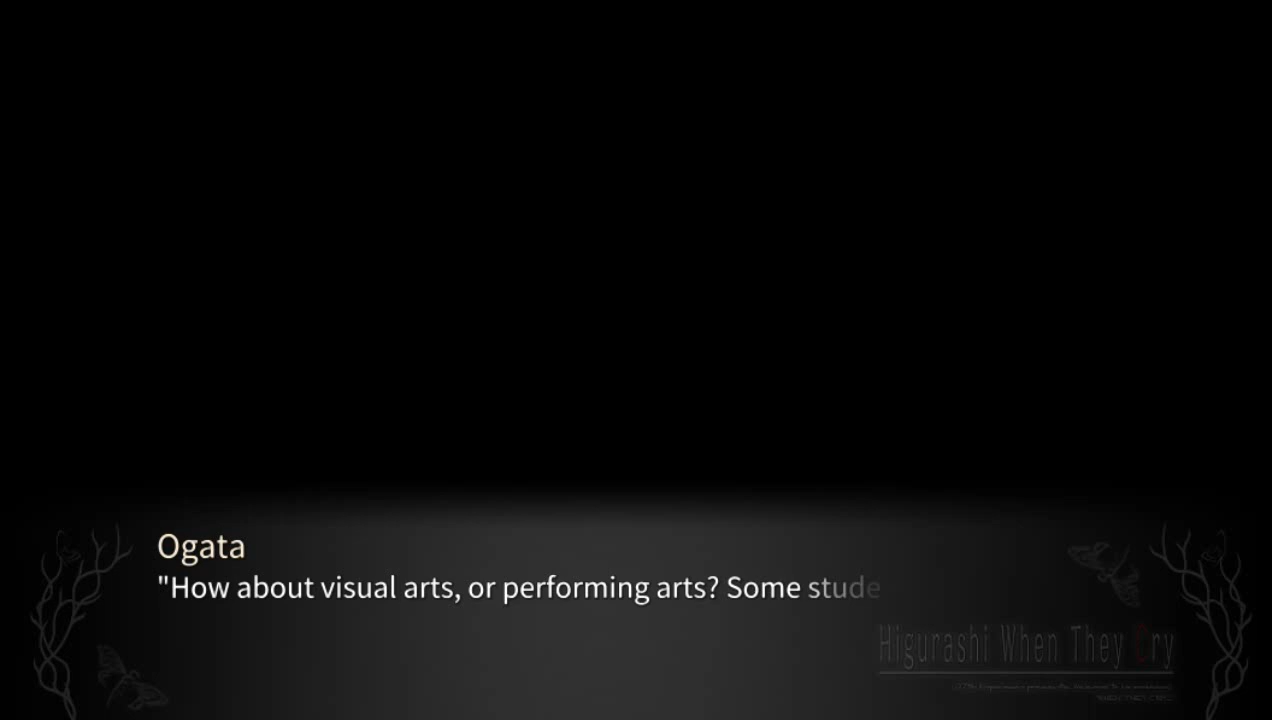 Ogata
"How about visual arts, or performing arts? Some stude
Higurashi When They Cry